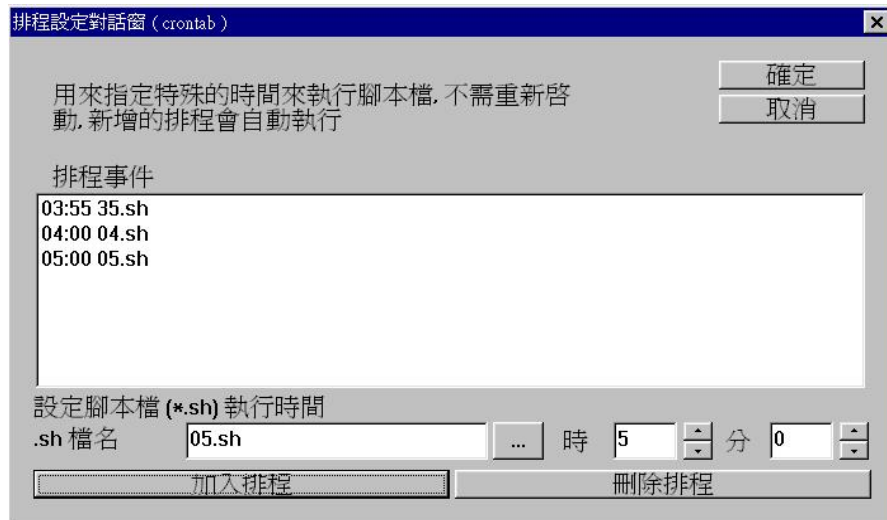 排程設定對話窗 ( crontab )
確定
取消
用來指定特殊的時間來執行腳本檔, 不需重新啓
動, 新增的排程會自動執行
排程事件
03:55 35.sh
04:00 04.sh
05:00 05.sh
設定腳本檔 (*.sh) 執行時間
.sh 檔名 05.sh ... 時 5 分 0
加入排程 刪除排程